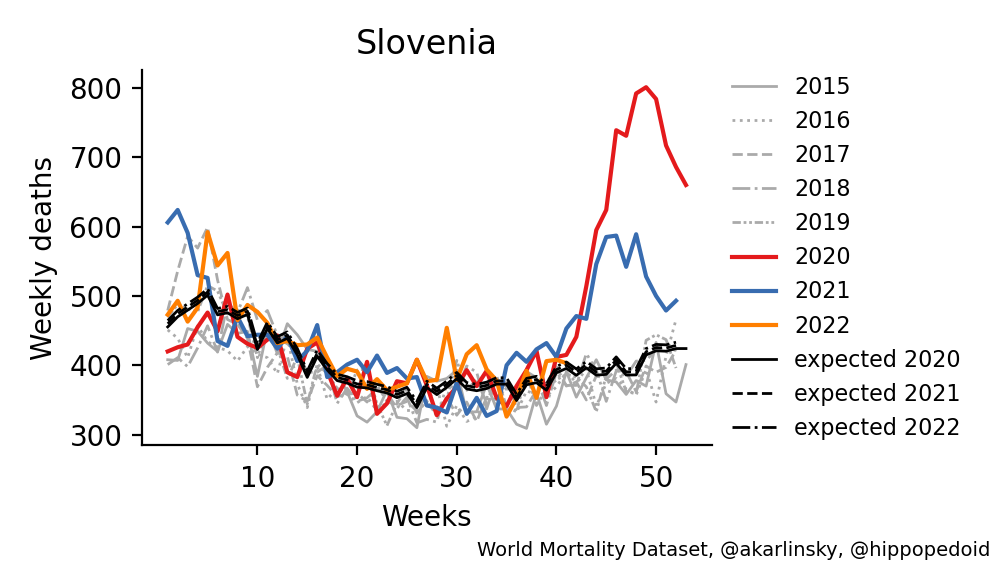 Slovenia
800
700
600
500
400
300
Weekly deaths
10 20 30 40 50
Weeks
2015
2016
2017
2018
2019
2020
2021
2022
expected 2020
expected 2021
expected 2022
World Mortality Dataset, @akarlinsky, @hippopedoid